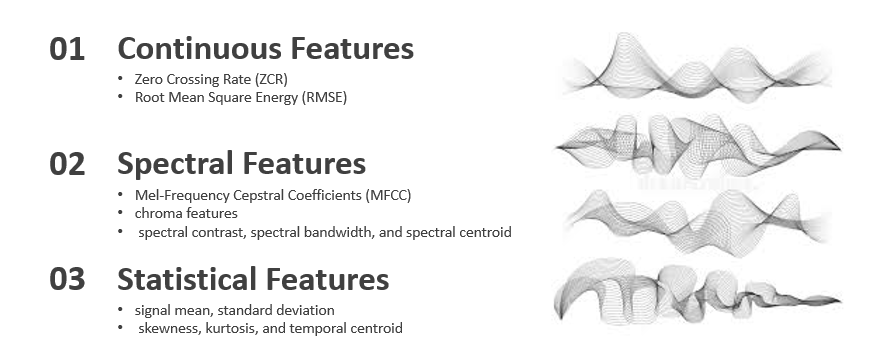 01 Continuous Features
• Zero Crossing Rate (ZCR)
• Root Mean Square Energy (RMSE)
02 Spectral Features
• Mel-Frequency Cepstral Coefficients (MFCC)
• chroma features
• spectral contrast, spectral bandwidth, and spectral centroid
03 Statistical Features
• signal mean, standard deviation
• skewness, kurtosis, and temporal centroid